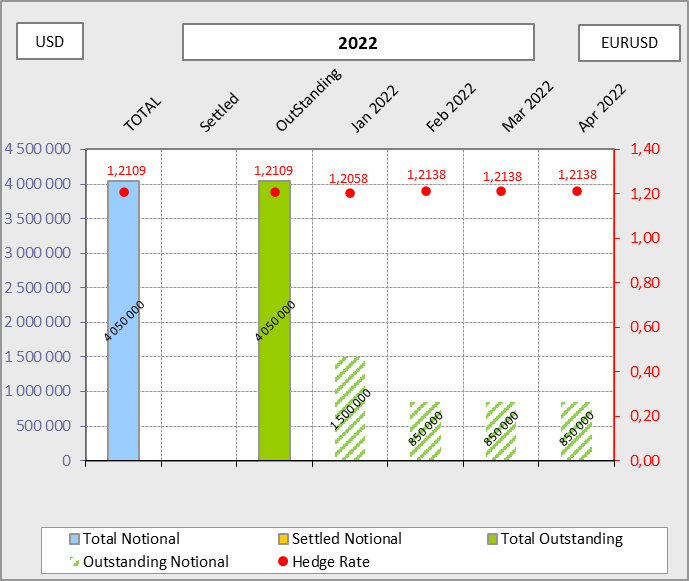 USD
2022
EURUSD
TOTAL
Settled
OutStanding
Jan 2022
Feb 2022
Mar 2022
Apr 2022
4 500 000
4 000 000
3 500 000
3 000 000
2 500 000
2 000 000
1 500 000
1 000 000
500 000
0
1,2109
1,2109
1,2058
1,2138
1,2138
1,2138
4 050 000
4 050 000
1 500 000
850 000
850 000
850 000
1,40
1,20
1,00
0,80
0,60
0,40
0,20
0,00
Total Notional
Settled Notional
Total Outstanding
Outstanding Notional
Hedge Rate